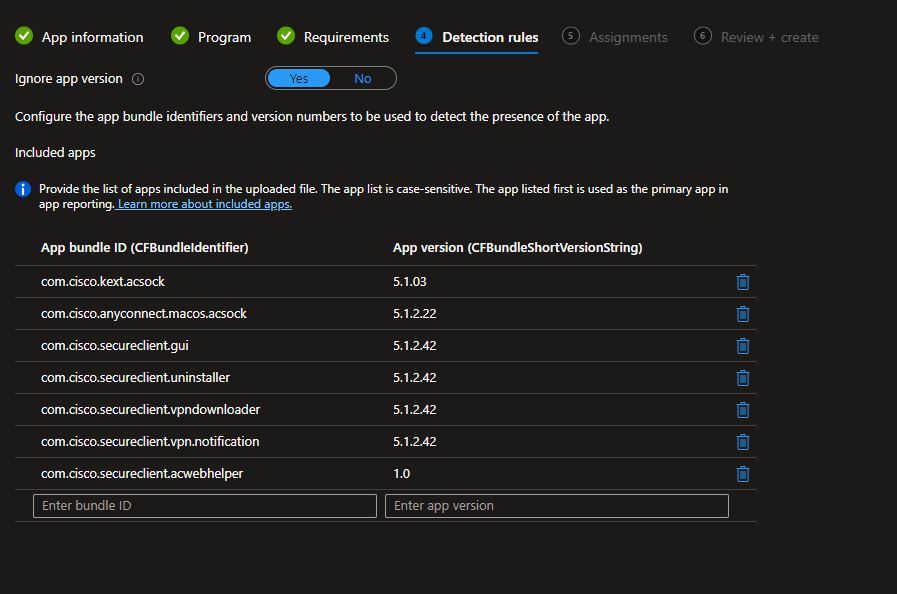 App information Program Requirements 4 Detection rules 5 Assignments 6 Review + create
Ignore app version Yes No
Configure the app bundle identifiers and version numbers to be used to detect the presence of the app.
Included apps
Provide the list of apps included in the uploaded file. The app list is case-sensitive. The app listed first is used as the primary app in
app reporting. Learn more about included apps.
App bundle ID (CFBundleIdentifier) App version (CFBundleShortVersionString)
com.cisco.kext.acsock 5.1.03
com.cisco.anyconnect.macos.acsock 5.1.2.22
com.cisco.secureclient.gui 5.1.2.42
com.cisco.secureclient.uninstaller 5.1.2.42
com.cisco.secureclient.vpndownloader 5.1.2.42
com.cisco.secureclient.vpn.notification 5.1.2.42
com.cisco.secureclient.acwebhelper 1.0
Enter bundle ID Enter app version